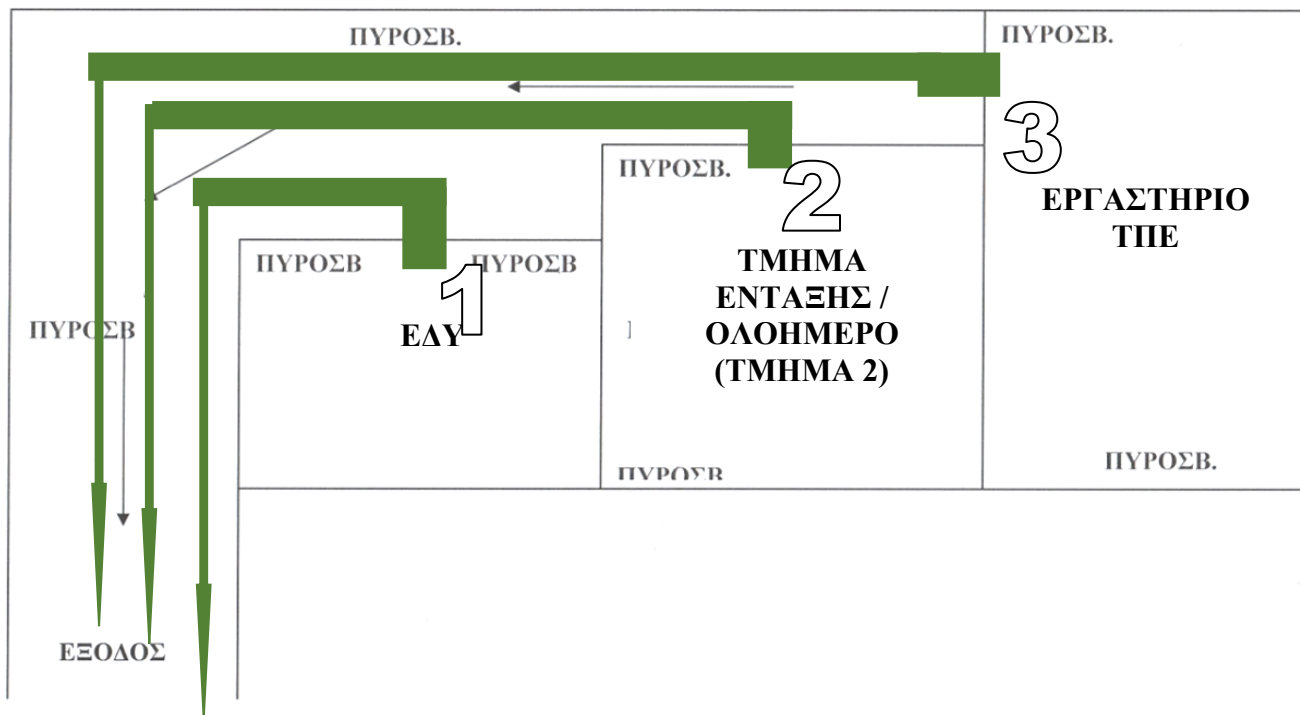 ΠΥΡΟΣΒ.
ΠΥΡΟΣΒ.
3
ΠΥΡΟΣΒ.
2
ΕΡΓΑΣΤΗΡΙΟ
ΤΠΕ
ΠΥΡΟΣΒ
ΠΥΡΟΣΒ
1
ΤΜΗΜΑ
ΕΝΤΑΞΗΣ /
ΟΛΟΗΜΕΡΟ
(ΤΜΗΜΑ 2)
ΠΥΡΟΣΒ
ΕΔΥ
ΠΥΡΟΣΒ.
ΠΥΡΟΣΒ
ΕΞΟΔΟΣ